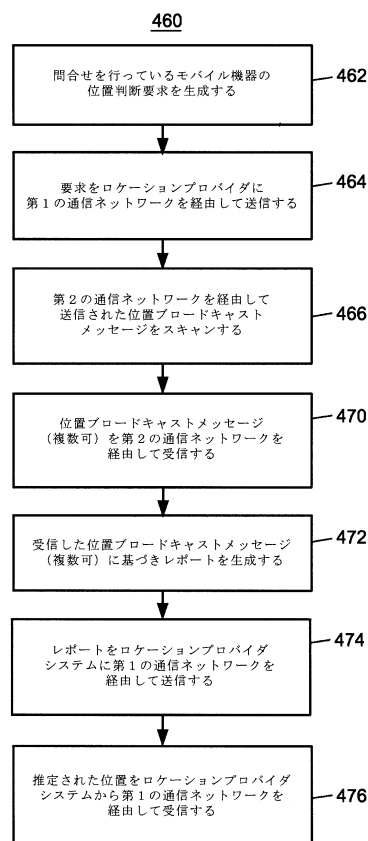 460
問合せを行っているモバイル機器の
位置判断要求を生成する
462
要求をロケーションプロバイダに
第1の通信ネットワークを経由して送信する
464
第2の通信ネットワークを経由して
送信された位置ブロードキャスト
メッセージをスキャンする
466
位置ブロードキャストメッセージ
(複数可)を第2の通信ネットワークを
経由して受信する
470
受信した位置ブロードキャストメッセージ
(複数可)に基づきレポートを生成する
472
レポートをロケーションプロバイダ
システムに第1の通信ネットワークを
経由して送信する
474
推定された位置をロケーションプロバイダ
システムから第1の通信ネットワークを
経由して受信する
476